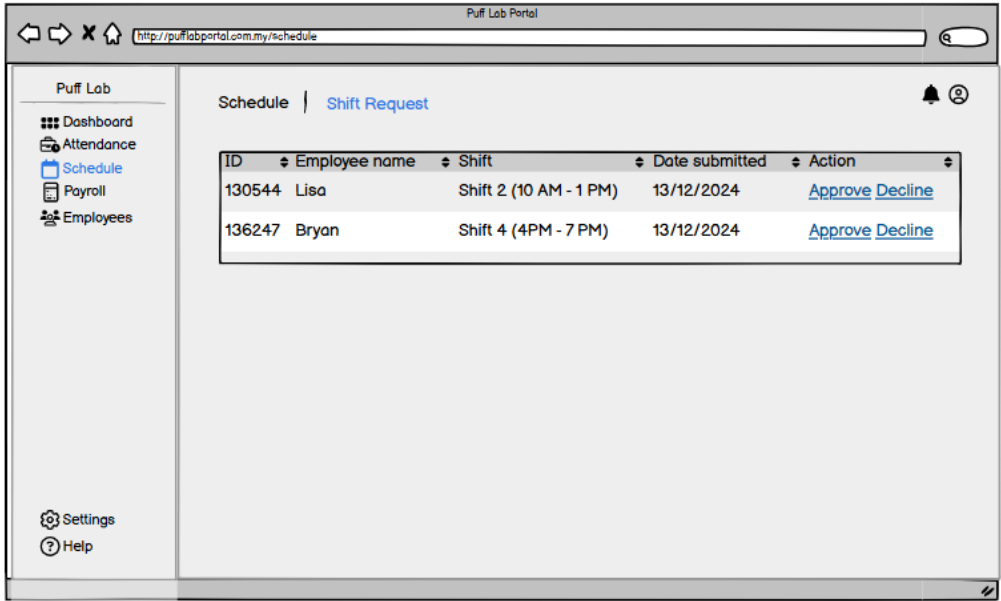 Puff Lab Portal
http://pufflabportal.com.my/schedule
Puff Lab
Dashboard
Attendance
Schedule
Payroll
Employees
Settings
Help
Schedule | Shift Request
ID Employee name Shift Date submitted Action
130544 Lisa Shift 2 (10 AM - 1 PM) 13/12/2024 Approve Decline
136247 Bryan Shift 4 (4PM - 7 PM) 13/12/2024 Approve Decline